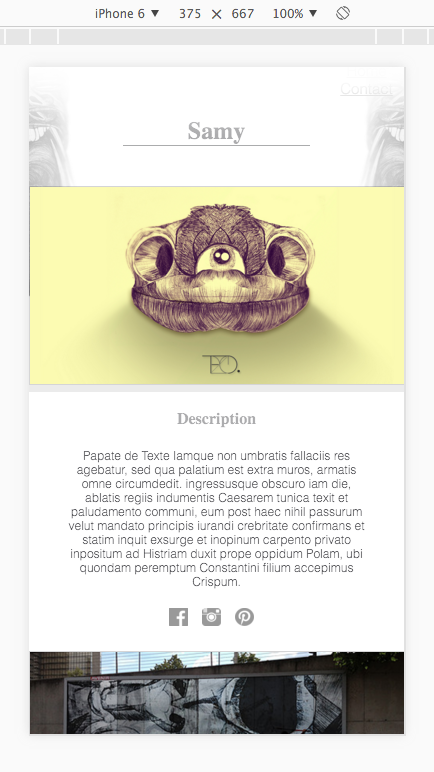 iPhone 6 ▼ 375 × 667 100% ▼
Contact
Samy
TED.
Description
Papate de Texte Iamque non umbratis fallaciis res
agebatur, sed qua palatium est extra muros, armatis
omne circumdedit. ingressusque obscuro iam die,
ablatis regiis indumentis Caesarem tunica texit et
paludamento communi, eum post haec nihil passurum
velut mandato principis iurandi crebritate confirmans et
statim inquit exsurge et inopinum carpento privato
inpositum ad Histriam duxit prope oppidum Polam, ubi
quondam peremptum Constantini filium accepimus
Crispum.